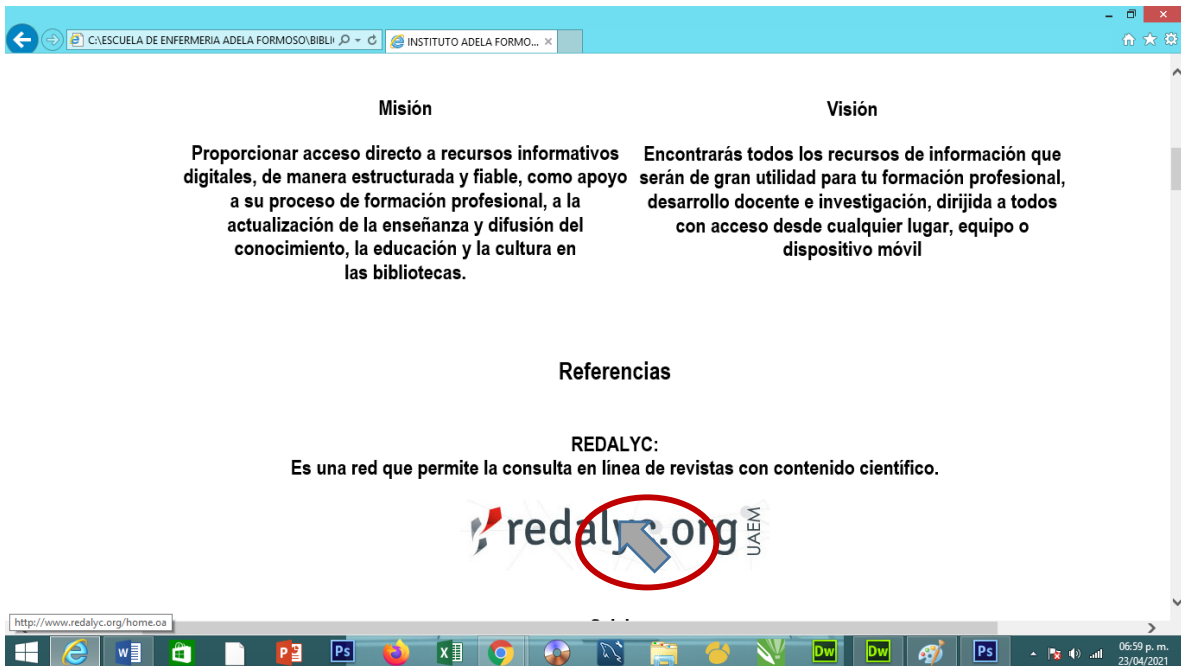 C:\ESCUELA DE ENFERMERIA ADELA FORMOSO\BIBLI
INSTITUTO ADELA FORMO...
Misión
Proporcionar acceso directo a recursos informativos
digitales, de manera estructurada y fiable, como apoyo
a su proceso de formación profesional, a la
actualización de la enseñanza y difusión del
conocimiento, la educación y la cultura en
las bibliotecas.
Visión
Encontrarás todos los recursos de información que
serán de gran utilidad para tu formación profesional,
desarrollo docente e investigación, dirijida a todos
con acceso desde cualquier lugar, equipo o
dispositivo móvil
Referencias
REDALYC:
Es una red que permite la consulta en línea de revistas con contenido científico.
redalyc.org UAEM
http://www.redalyc.org/home.oa
Ps
Dw
Dw
Ps
06:59 p. m.
23/04/2021